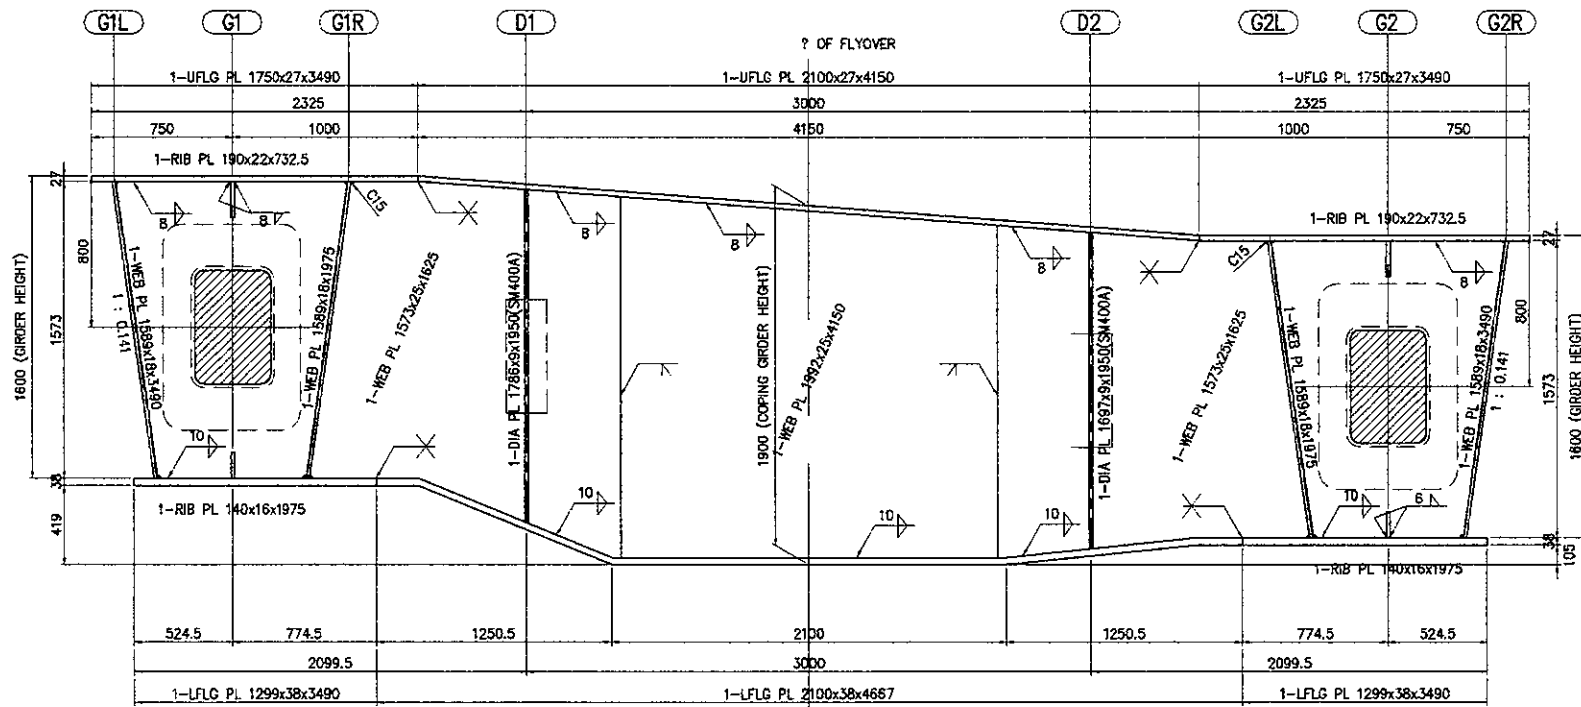 G1L G1 G1R D1 D2 G2L G2 G2R
? OF FLYOVER
1-UFLG PL 1750x27x3490 1-UFLG PL 2100x27x4150 1-UFLG PL 1750x27x3490
2325 3000 2325
750 1000 4150 1000 750
1-RIB PL 190x22x732.5
27
C15
8 8 8 8 8 8
1-RIB PL 190x22x732.5
27
C15
1600 (GIRDER HEIGHT)
1573
800
1-WEB PL 1589x18x3490
1 : 0.141
1-WEB PL 1589x18x1975
1-WEB PL 1573x25x1625
1-DIA PL 1786x9x1950(SM400A)
1900 (COPING GIRDER HEIGHT)
1-WEB PL 1992x25x4150
1-DIA PL 1697x9x1950(SM400A)
1-WEB PL 1573x25x1625
1-WEB PL 1589x18x1975
1-WEB PL 1589x18x3490
1 : 0.141
800
1573
1600 (GIRDER HEIGHT)
10 10 10 10 10 6
38
419
1-RIB PL 140x16x1975
38
105
1-RIB PL 140x16x1975
524.5 774.5 1250.5 2100 1250.5 774.5 524.5
2099.5 3000 2099.5
1-LFLG PL 1299x38x3490 1-LFLG PL 2100x38x4667 1-LFLG PL 1299x38x3490